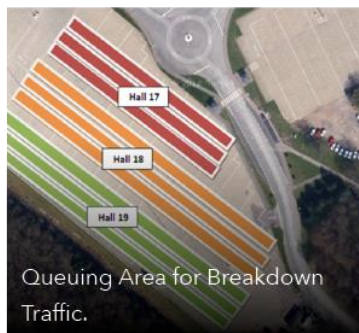 Hall 17
Hall 18
Hall 19
Queuing Area for Breakdown
Traffic.